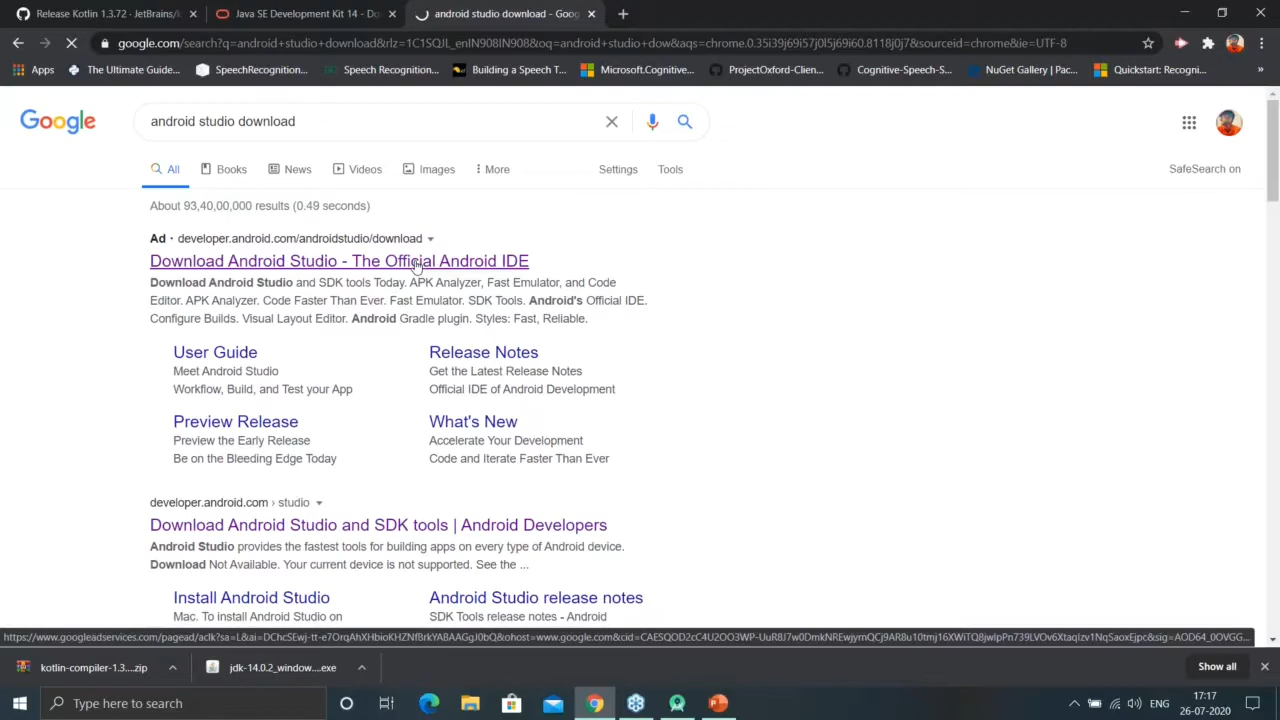 Release Kotlin 1.3.72 · JetBrains/k
Java SE Development Kit 14 - Do
android studio download - Goog
google.com/search?q=android+studio+download&rlz=1C1SQJL_enIN908IN908&oq=android+studio+dow&aqs=chrome.0.35i39j69i57j0l5j69i60.8118j0j7&sourceid=chrome&ie=UTF-8
Apps
The Ultimate Guide...
SpeechRecognition...
Speech Recognition...
Building a Speech T...
Microsoft.Cognitive...
ProjectOxford-Clien...
Cognitive-Speech-S...
NuGet Gallery | Pac...
Quickstart: Recogni...
»
Google
android studio download
All
Books
News
Videos
Images
More
Settings
Tools
SafeSearch on
About 93,40,00,000 results (0.49 seconds)
Ad · developer.android.com/androidstudio/download
Download Android Studio - The Official Android IDE
Download Android Studio and SDK tools Today. APK Analyzer, Fast Emulator, and Code
Editor. APK Analyzer. Code Faster Than Ever. Fast Emulator. SDK Tools. Android's Official IDE.
Configure Builds. Visual Layout Editor. Android Gradle plugin. Styles: Fast, Reliable.
User Guide
Meet Android Studio
Workflow, Build, and Test your App
Release Notes
Get the Latest Release Notes
Official IDE of Android Development
Preview Release
Preview the Early Release
Be on the Bleeding Edge Today
What's New
Accelerate Your Development
Code and Iterate Faster Than Ever
developer.android.com › studio
Download Android Studio and SDK tools | Android Developers
Android Studio provides the fastest tools for building apps on every type of Android device.
Download Not Available. Your current device is not supported. See the ...
Install Android Studio
Mac. To install Android Studio on
Android Studio release notes
SDK Tools release notes - Android
kotlin-compiler-1.3....zip
jdk-14.0.2_window....exe
Show all
Type here to search
ENG
17:17
26-07-2020